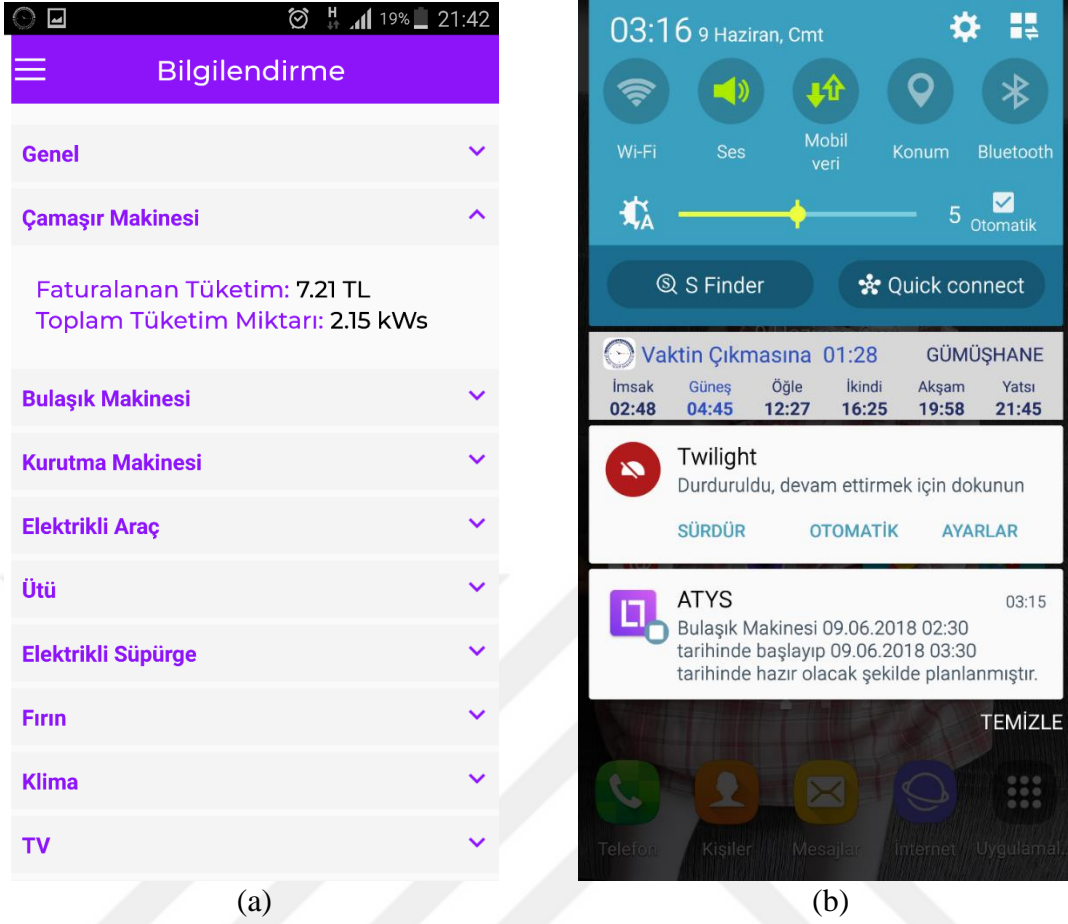 H 19% 21:42
Bilgilendirme
Genel
Çamaşır Makinesi
Faturalanan Tüketim: 7.21 TL
Toplam Tüketim Miktarı: 2.15 kWs
Bulaşık Makinesi
Kurutma Makinesi
Elektrikli Araç
Ütü
Elektrikli Süpürge
Fırın
Klima
TV
(a)
03:16 9 Haziran, Cmt
Wi-Fi Ses Mobil veri Konum Bluetooth
A 5 Otomatik
S Finder Quick connect
Vaktin Çıkmasına 01:28 GÜMÜŞHANE
İmsak Güneş Öğle İkindi Akşam Yatsı
02:48 04:45 12:27 16:25 19:58 21:45
Twilight
Durduruldu, devam ettirmek için dokunun
SÜRDÜR OTOMATİK AYARLAR
ATYS 03:15
Bulaşık Makinesi 09.06.2018 02:30
tarihinde başlayıp 09.06.2018 03:30
tarihinde hazır olacak şekilde planlanmıştır.
TEMİZLE
Telefon Kişiler Mesajlar İnternet Uygulamal..
(b)